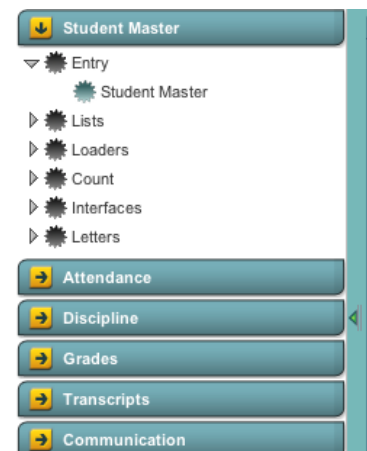 Student Master
Entry
Student Master
Lists
Loaders
Count
Interfaces
Letters
Attendance
Discipline
Grades
Transcripts
Communication